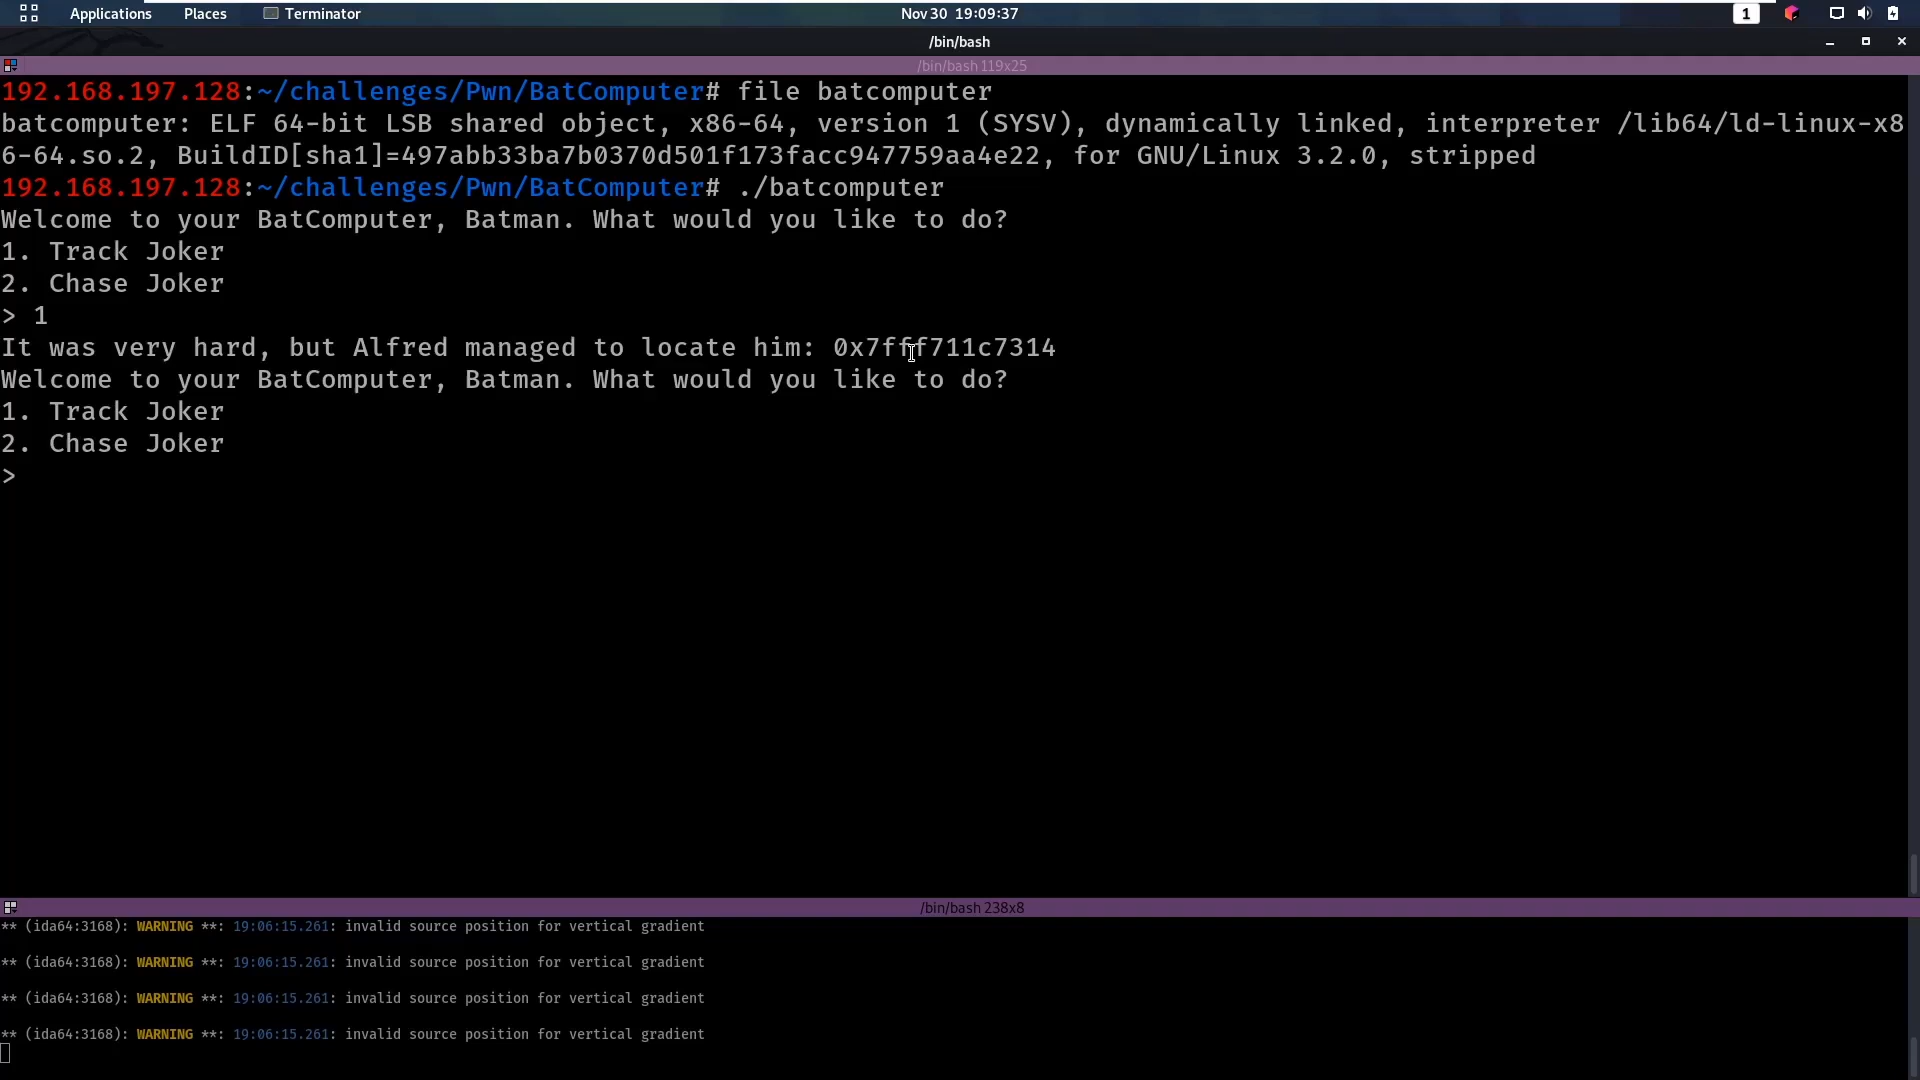 Applications Places Terminator Nov 30 19:09:37 1
/bin/bash
/bin/bash 119x25
192.168.197.128:~/challenges/Pwn/BatComputer# file batcomputer
batcomputer: ELF 64-bit LSB shared object, x86-64, version 1 (SYSV), dynamically linked, interpreter /lib64/ld-linux-x8
6-64.so.2, BuildID[sha1]=497abb33ba7b0370d501f173facc947759aa4e22, for GNU/Linux 3.2.0, stripped
192.168.197.128:~/challenges/Pwn/BatComputer# ./batcomputer
Welcome to your BatComputer, Batman. What would you like to do?
1. Track Joker
2. Chase Joker
> 1
It was very hard, but Alfred managed to locate him: 0x7fff711c7314
Welcome to your BatComputer, Batman. What would you like to do?
1. Track Joker
2. Chase Joker
>
/bin/bash 238x8
** (ida64:3168): WARNING **: 19:06:15.261: invalid source position for vertical gradient
** (ida64:3168): WARNING **: 19:06:15.261: invalid source position for vertical gradient
** (ida64:3168): WARNING **: 19:06:15.261: invalid source position for vertical gradient
** (ida64:3168): WARNING **: 19:06:15.261: invalid source position for vertical gradient